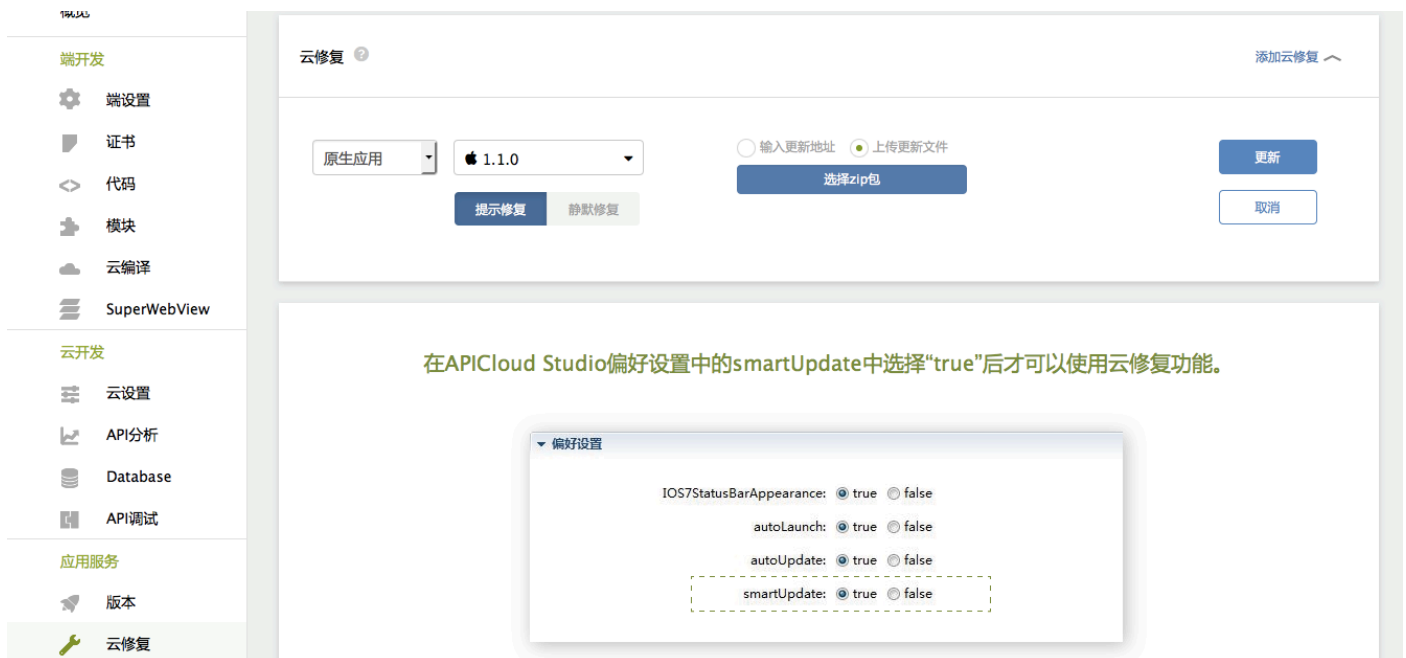 概览
端开发
端设置
证书
代码
模块
云编译
SuperWebView
云开发
云设置
API分析
Database
API调试
应用服务
版本
云修复
云修复 ?
添加云修复
原生应用
1.1.0
输入更新地址
上传更新文件
更新
选择zip包
提示修复
静默修复
取消
在APICloud Studio偏好设置中的smartUpdate中选择“true”后才可以使用云修复功能。
偏好设置
IOS7StatusBarAppearance: true false
autoLaunch: true false
autoUpdate: true false
smartUpdate: true false